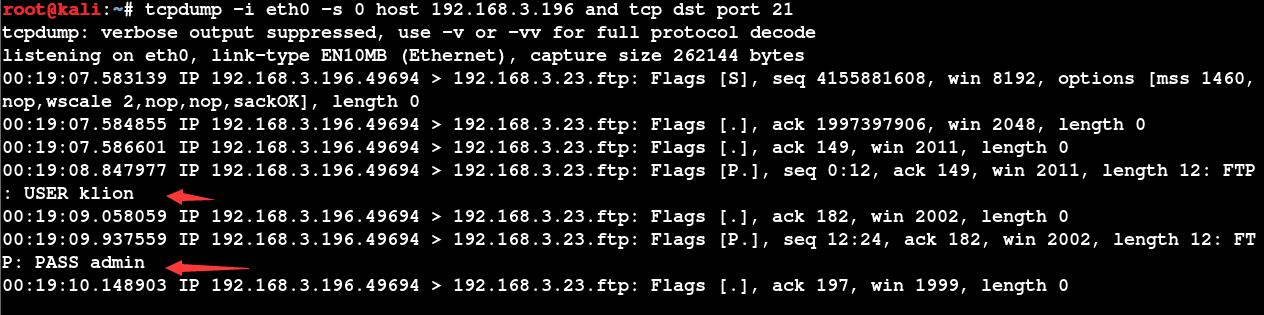 root@kali:~# tcpdump -i eth0 -s 0 host 192.168.3.196 and tcp dst port 21
tcpdump: verbose output suppressed, use -v or -vv for full protocol decode
listening on eth0, link-type EN10MB (Ethernet), capture size 262144 bytes
00:19:07.583139 IP 192.168.3.196.49694 > 192.168.3.23.ftp: Flags [S], seq 4155881608, win 8192, options [mss 1460,
nop,wscale 2,nop,nop,sackOK], length 0
00:19:07.584855 IP 192.168.3.196.49694 > 192.168.3.23.ftp: Flags [.], ack 1997397906, win 2048, length 0
00:19:07.586601 IP 192.168.3.196.49694 > 192.168.3.23.ftp: Flags [.], ack 149, win 2011, length 0
00:19:08.847977 IP 192.168.3.196.49694 > 192.168.3.23.ftp: Flags [P.], seq 0:12, ack 149, win 2011, length 12: FTP
: USER klion
00:19:09.058059 IP 192.168.3.196.49694 > 192.168.3.23.ftp: Flags [.], ack 182, win 2002, length 0
00:19:09.937559 IP 192.168.3.196.49694 > 192.168.3.23.ftp: Flags [P.], seq 12:24, ack 182, win 2002, length 12: FT
P: PASS admin
00:19:10.148903 IP 192.168.3.196.49694 > 192.168.3.23.ftp: Flags [.], ack 197, win 1999, length 0